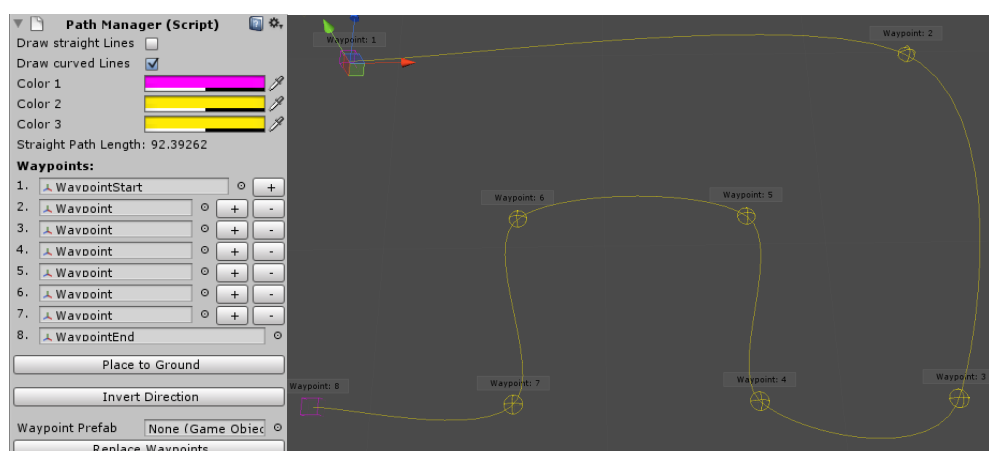 Path Manager (Script)
Draw straight Lines
Draw curved Lines
Color 1
Color 2
Color 3
Straight Path Length: 92.39262
Waypoints:
1. WaypointStart +
2. Waypoint + -
3. Waypoint + -
4. Waypoint + -
5. Waypoint + -
6. Waypoint + -
7. Waypoint + -
8. WaypointEnd
Place to Ground
Invert Direction
Waypoint Prefab None (Game Objec
Replace Waypoints
Waypoint: 1
Waypoint: 2
Waypoint: 6
Waypoint: 5
Waypoint: 8
Waypoint: 7
Waypoint: 4
Waypoint: 3